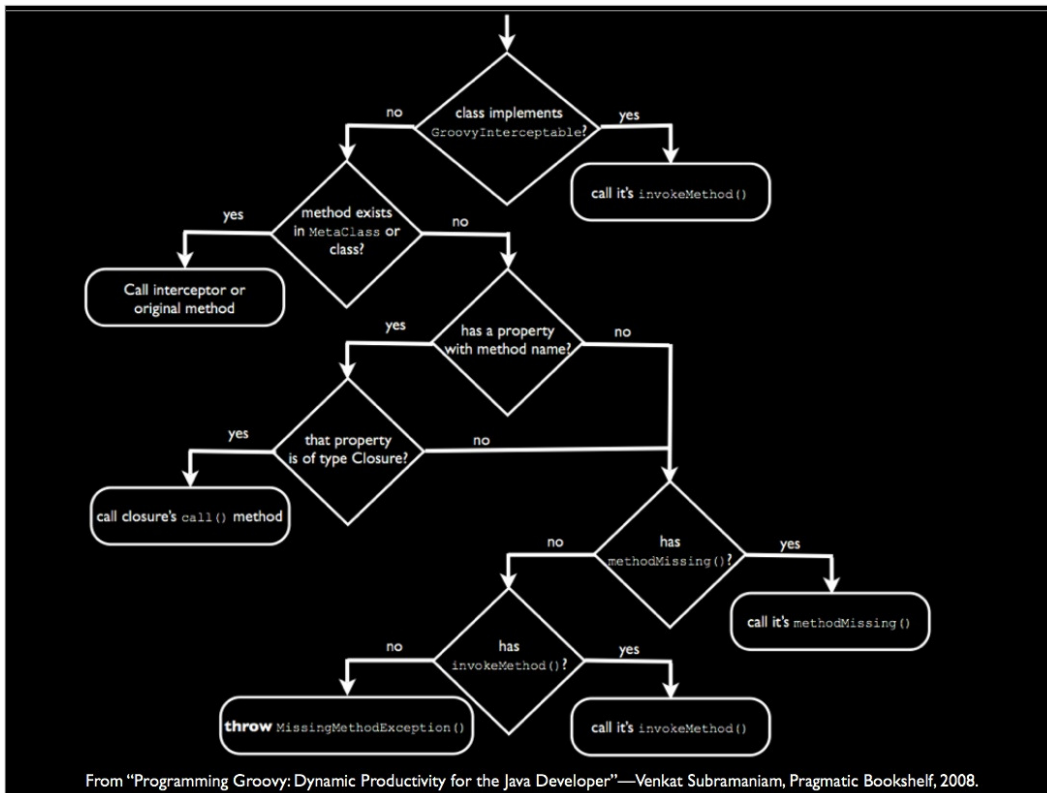 class implements
GroovyInterceptable?
no
yes
call it's invokeMethod()
method exists
in MetaClass or
class?
yes
no
Call interceptor or
original method
has a property
with method name?
yes
no
that property
is of type Closure?
yes
no
call closure's call() method
has
methodMissing()?
no
yes
call it's methodMissing()
has
invokeMethod()?
no
yes
throw MissingMethodException()
call it's invokeMethod()
From “Programming Groovy: Dynamic Productivity for the Java Developer”—Venkat Subramaniam, Pragmatic Bookshelf, 2008.